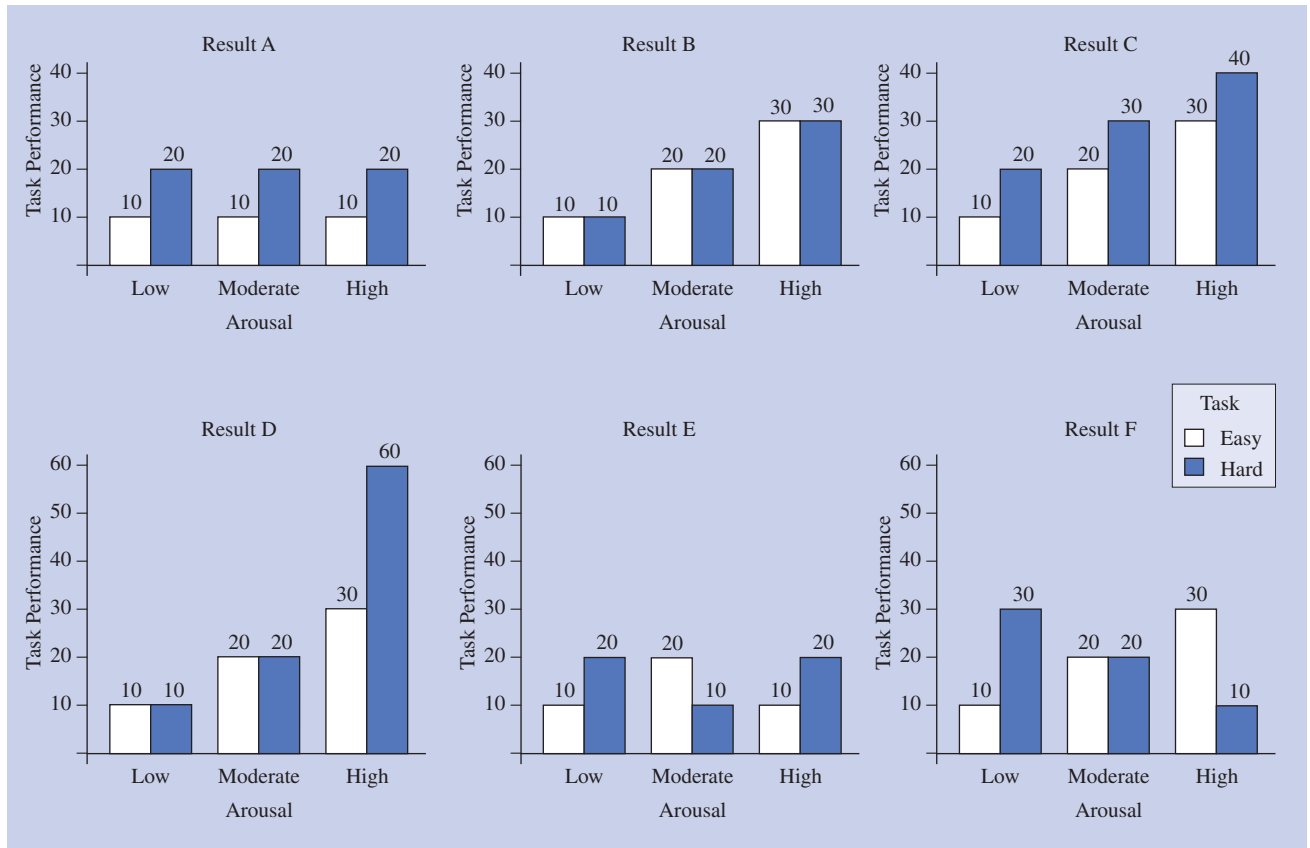 Result A
Task Performance
40
30
20
10
10 20 10 20 10 20
Low Moderate High
Arousal
Result B
Task Performance
40
30
20
10
10 10 20 20 30 30
Low Moderate High
Arousal
Result C
Task Performance
40
30
20
10
10 20 20 30 30 40
Low Moderate High
Arousal
Task
Easy
Hard
Result D
Task Performance
60
50
40
30
20
10
10 10 20 20 30 60
Low Moderate High
Arousal
Result E
Task Performance
60
50
40
30
20
10
10 20 20 10 10 20
Low Moderate High
Arousal
Result F
Task Performance
60
50
40
30
20
10
10 30 20 20 30 10
Low Moderate High
Arousal